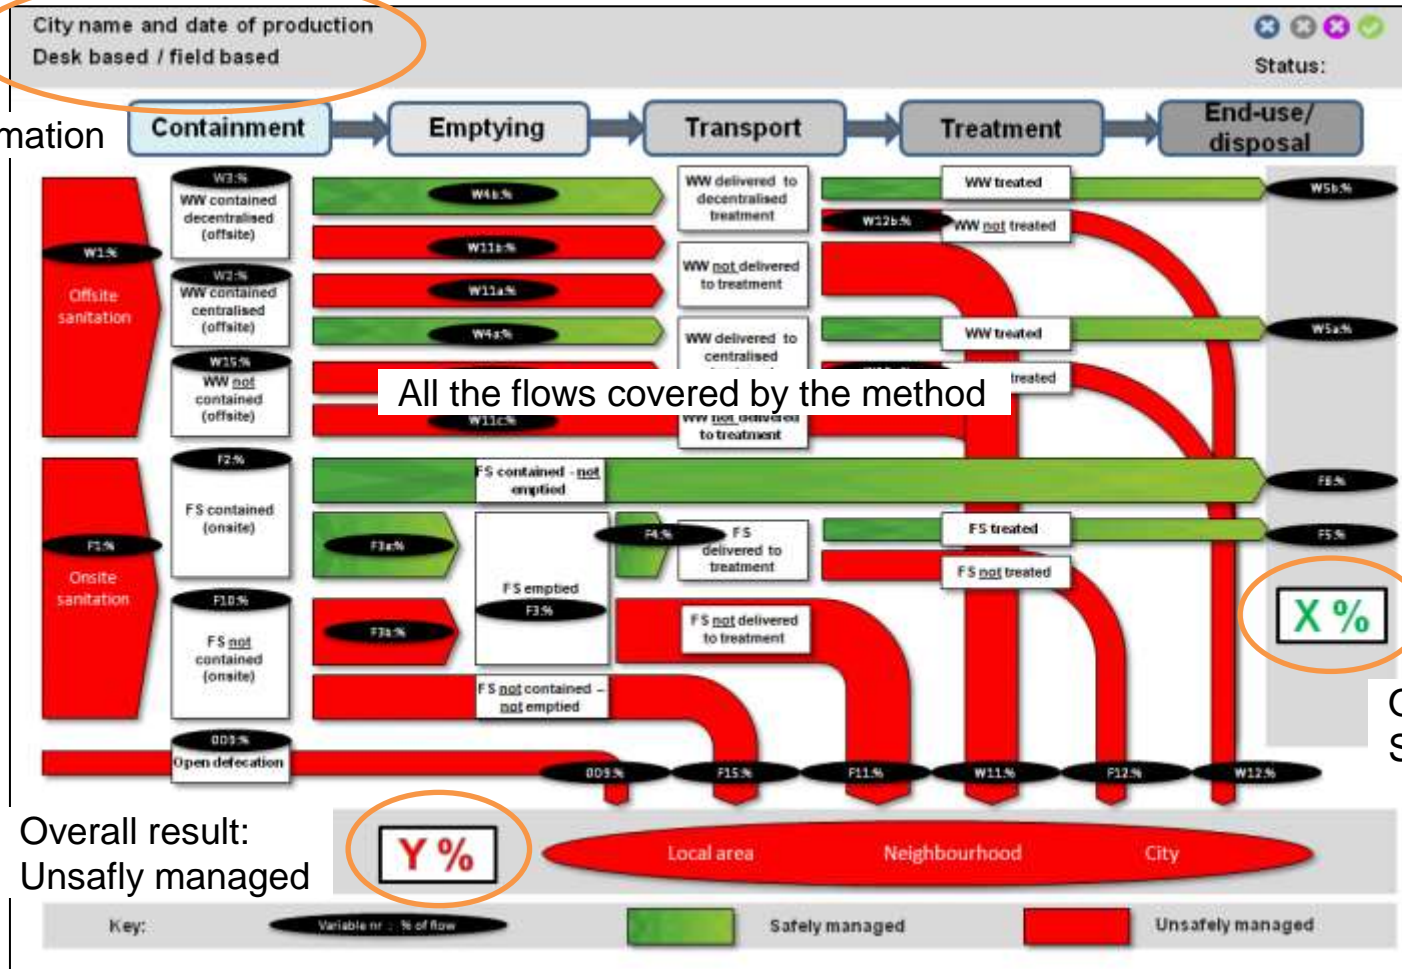 City name and date of production
Desk based / field based
Status:
mation
Containment
Emptying
Transport
Treatment
End-use/
disposal
W1:%
Offsite
sanitation
W3:%
WW contained
decentralised
(offsite)
W2:%
WW contained
centralised
(offsite)
W15:%
WW not
contained
(offsite)
W4b:%
W11b:%
W11a:%
W4a:%
W11c:%
WW delivered to
decentralised
treatment
WW not delivered
to treatment
WW delivered to
centralised
WW not delivered
to treatment
WW treated
W12b:%
WW not treated
WW treated
treated
W5b:%
W5a:%
All the flows covered by the method
F1:%
Onsite
sanitation
F2:%
FS contained
(onsite)
F10:%
FS not
contained
(onsite)
FS contained - not
emptied
F3a:%
F3b:%
FS emptied
F3:%
F4:%
FS
delivered to
treatment
FS not delivered
to treatment
FS treated
FS not treated
F6:%
F5:%
X %
FS not contained –
not emptied
OD9:%
Open defecation
OD9:%
F15:%
F11:%
W11:%
F12:%
W12:%
O
S
Overall result:
Unsafly managed
Y %
Local area
Neighbourhood
City
Key:
Variable nr : % of flow
Safely managed
Unsafely managed